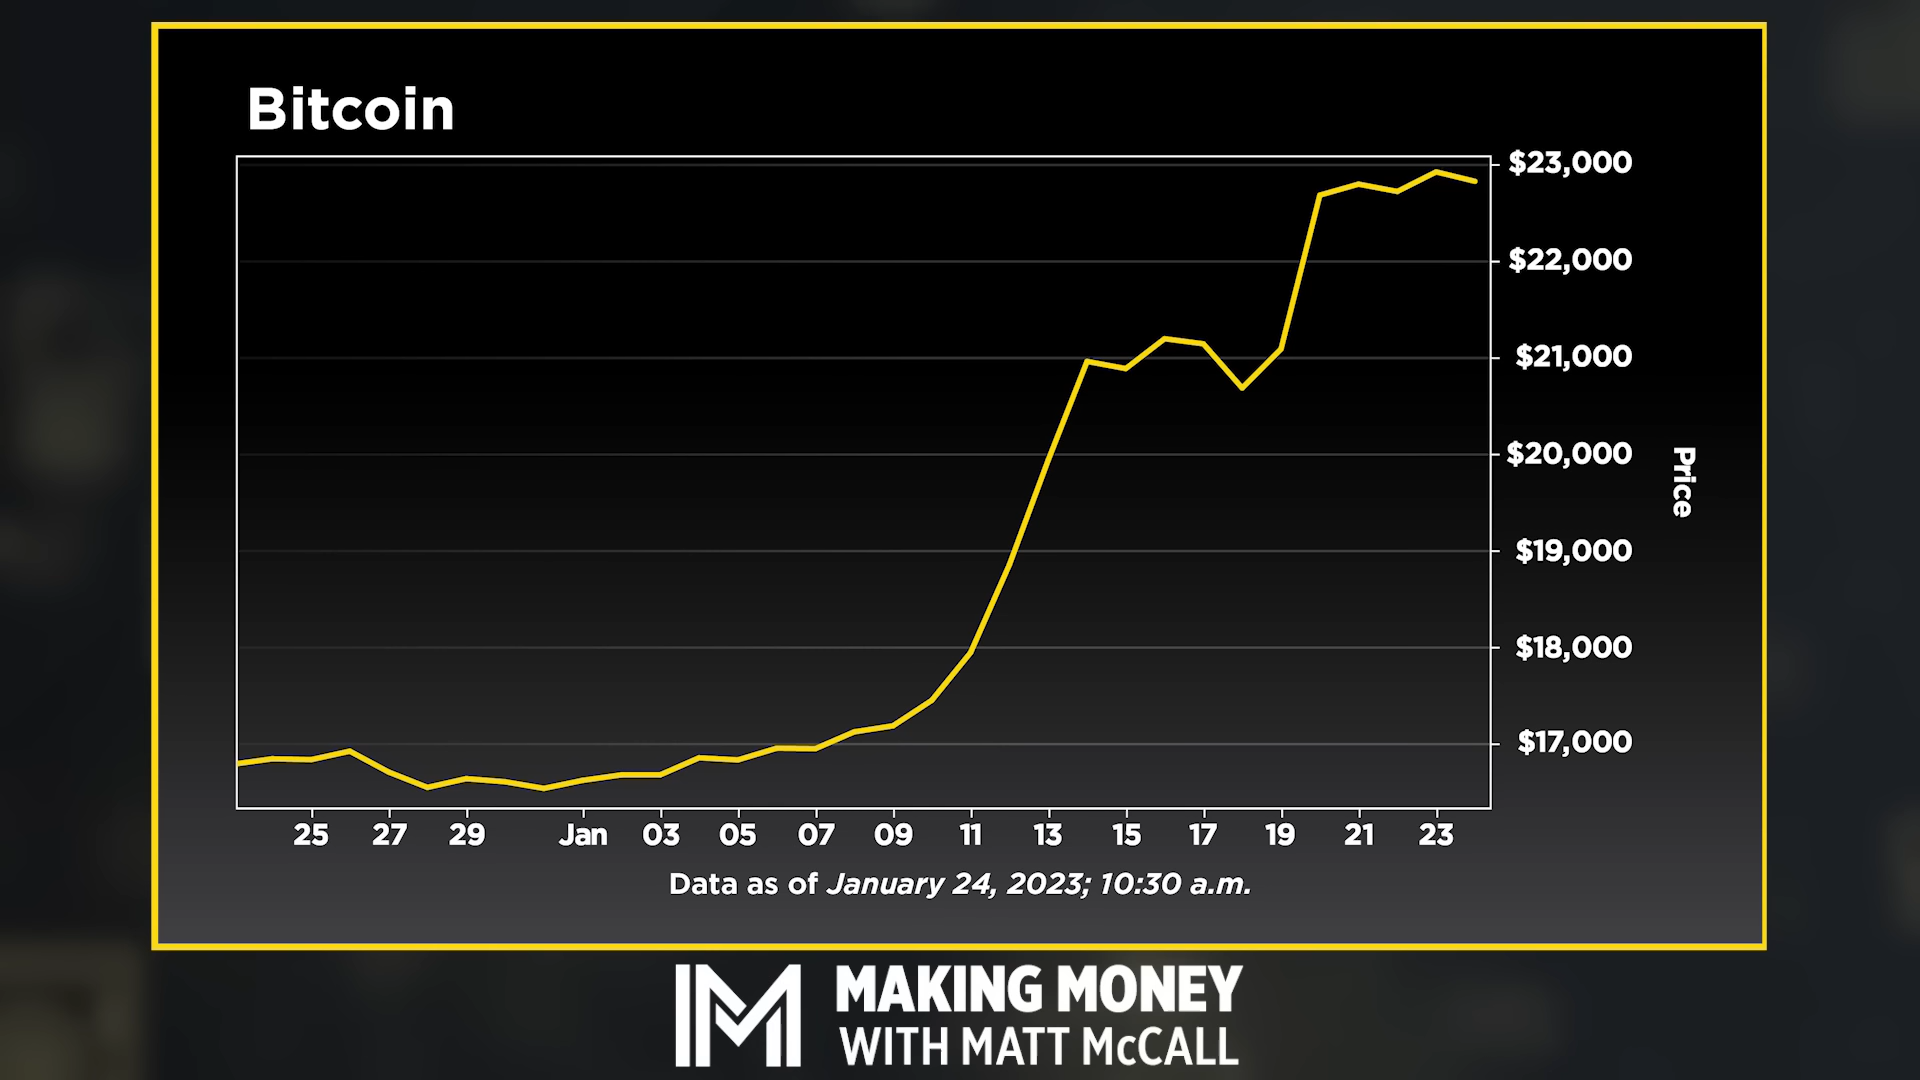 Bitcoin
$23,000
$22,000
$21,000
$20,000
$19,000
$18,000
$17,000
Price
25 27 29 Jan 03 05 07 09 11 13 15 17 19 21 23
Data as of January 24, 2023; 10:30 a.m.
MAKING MONEY
WITH MATT McCALL